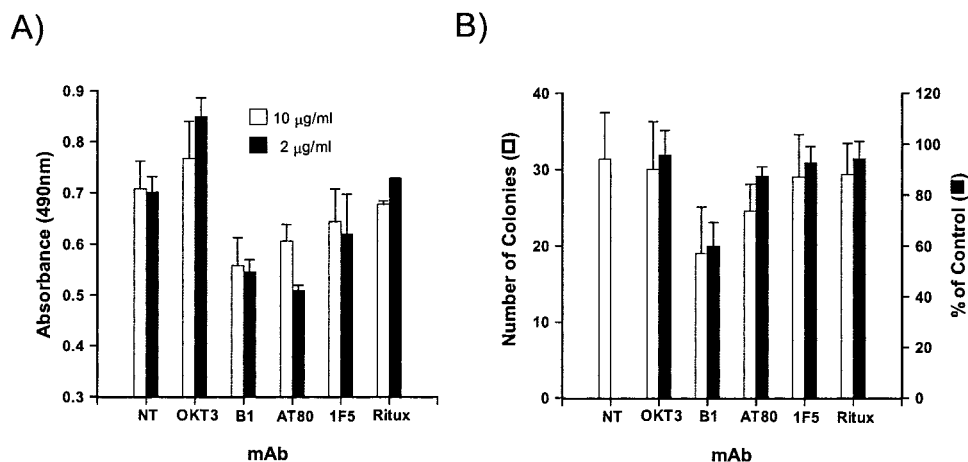 A)
0.9
0.8
0.7
0.6
0.5
0.4
0.3
Absorbance (490nm)
10 µg/ml
2 µg/ml
NT OKT3 B1 AT80 1F5 Ritux
mAb
B)
40
30
20
10
0
Number of Colonies (□)
120
100
80
60
40
20
0
% of Control (■)
NT OKT3 B1 AT80 1F5 Ritux
mAb